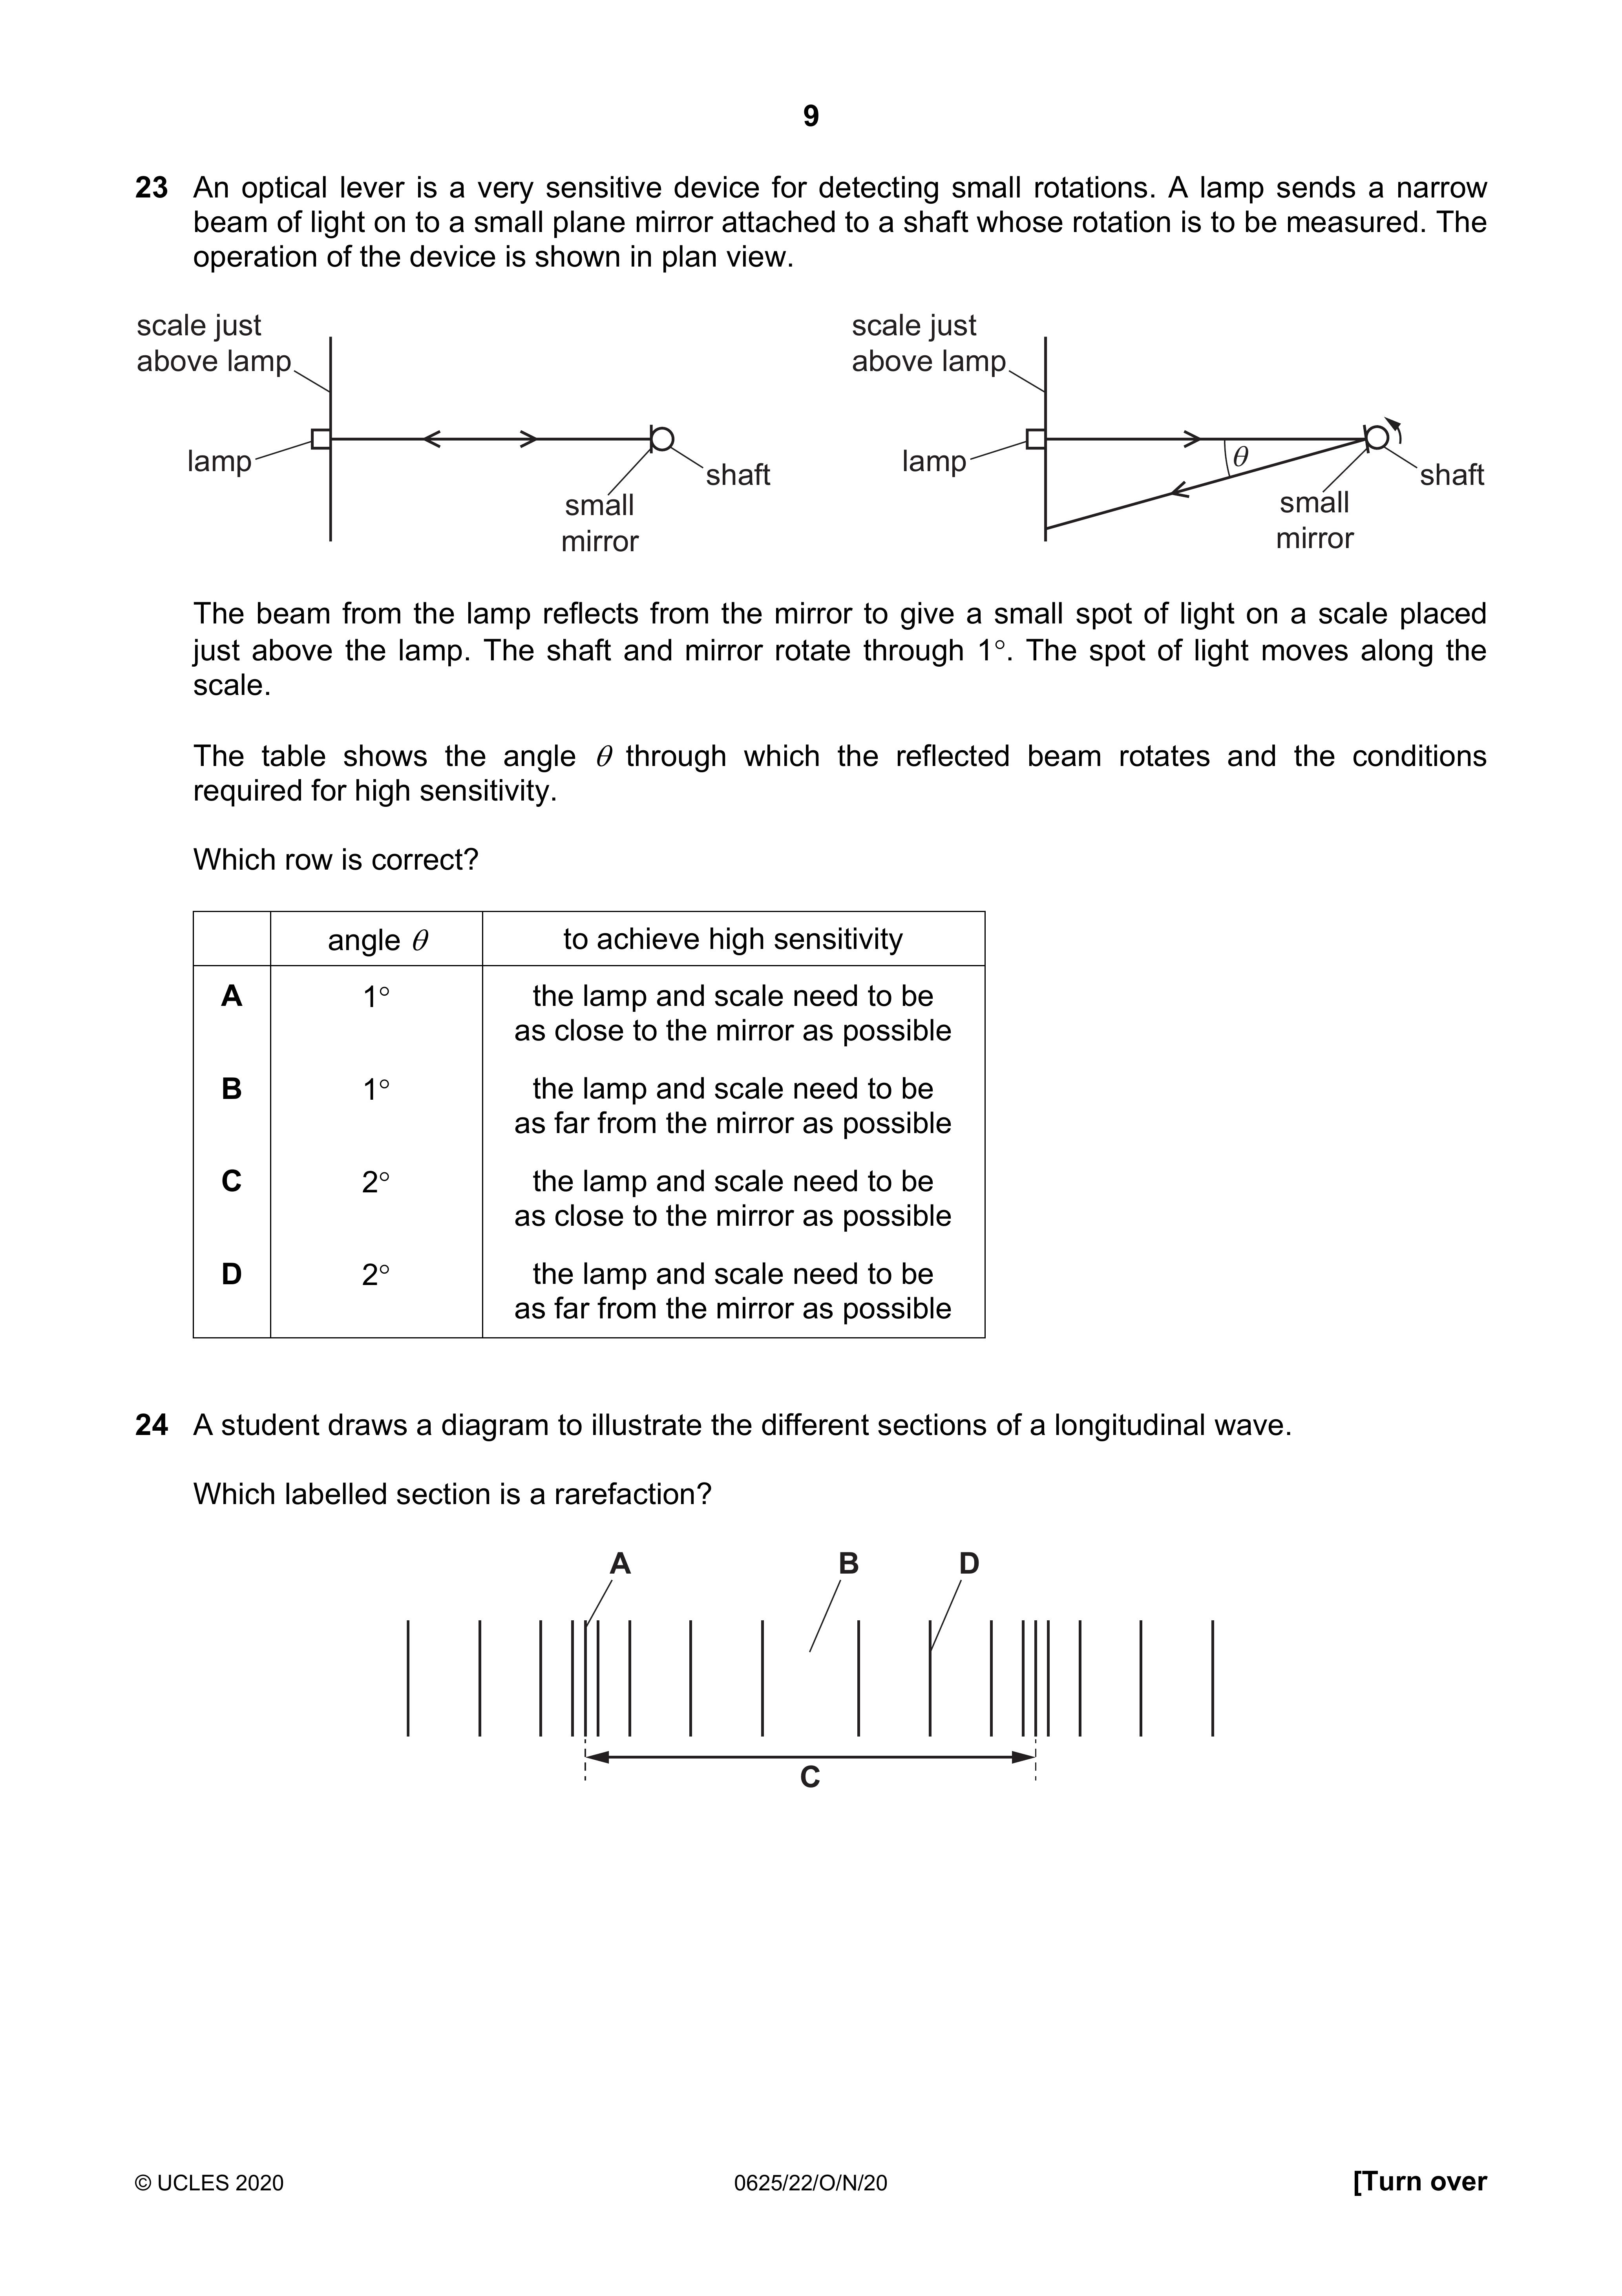 9
23 An optical lever is a very sensitive device for detecting small rotations. A lamp sends a narrow
beam of light on to a small plane mirror attached to a shaft whose rotation is to be measured. The
operation of the device is shown in plan view.
scale just
above lamp
lamp
small
mirror
shaft
scale just
above lamp
lamp
θ
small
mirror
shaft
The beam from the lamp reflects from the mirror to give a small spot of light on a scale placed
just above the lamp. The shaft and mirror rotate through 1°. The spot of light moves along the
scale.
The table shows the angle θ through which the reflected beam rotates and the conditions
required for high sensitivity.
Which row is correct?
angle θ to achieve high sensitivity
A 1° the lamp and scale need to be
as close to the mirror as possible
B 1° the lamp and scale need to be
as far from the mirror as possible
C 2° the lamp and scale need to be
as close to the mirror as possible
D 2° the lamp and scale need to be
as far from the mirror as possible
24 A student draws a diagram to illustrate the different sections of a longitudinal wave.
Which labelled section is a rarefaction?
A B D
C
© UCLES 2020 0625/22/O/N/20 [Turn over